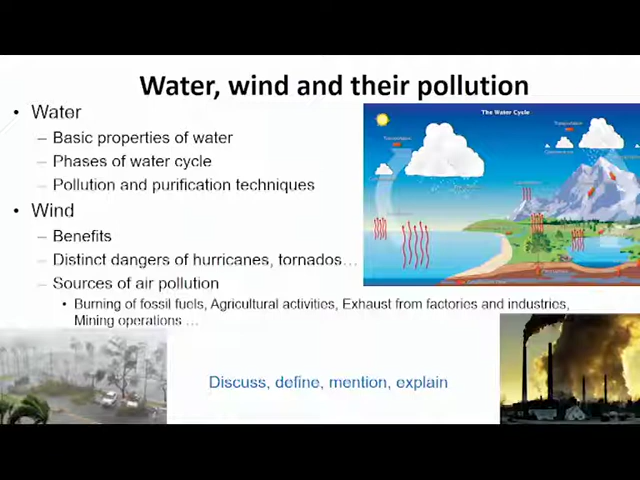 Water, wind and their pollution
• Water
– Basic properties of water
– Phases of water cycle
– Pollution and purification techniques
• Wind
– Benefits
– Distinct dangers of hurricanes, tornados…
– Sources of air pollution
• Burning of fossil fuels, Agricultural activities, Exhaust from factories and industries,
Mining operations …
The Water Cycle
Discuss, define, mention, explain